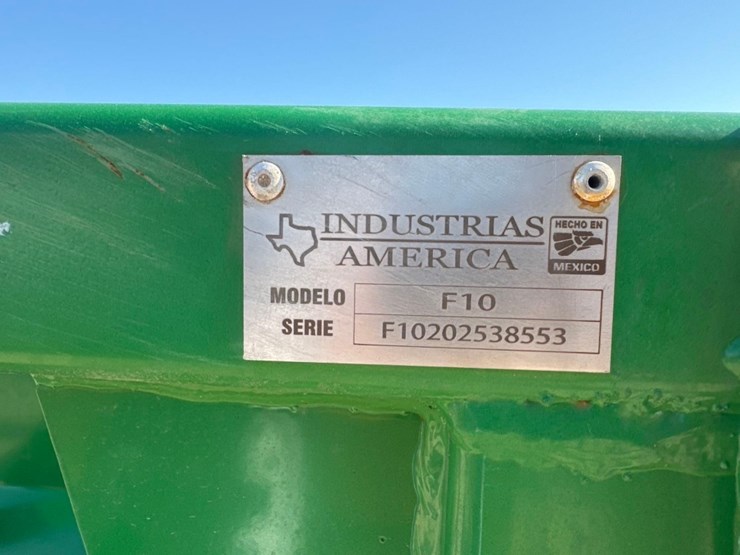 INDUSTRIAS
AMERICA
HECHO EN
MEXICO
MODELO F10
SERIE F10202538553